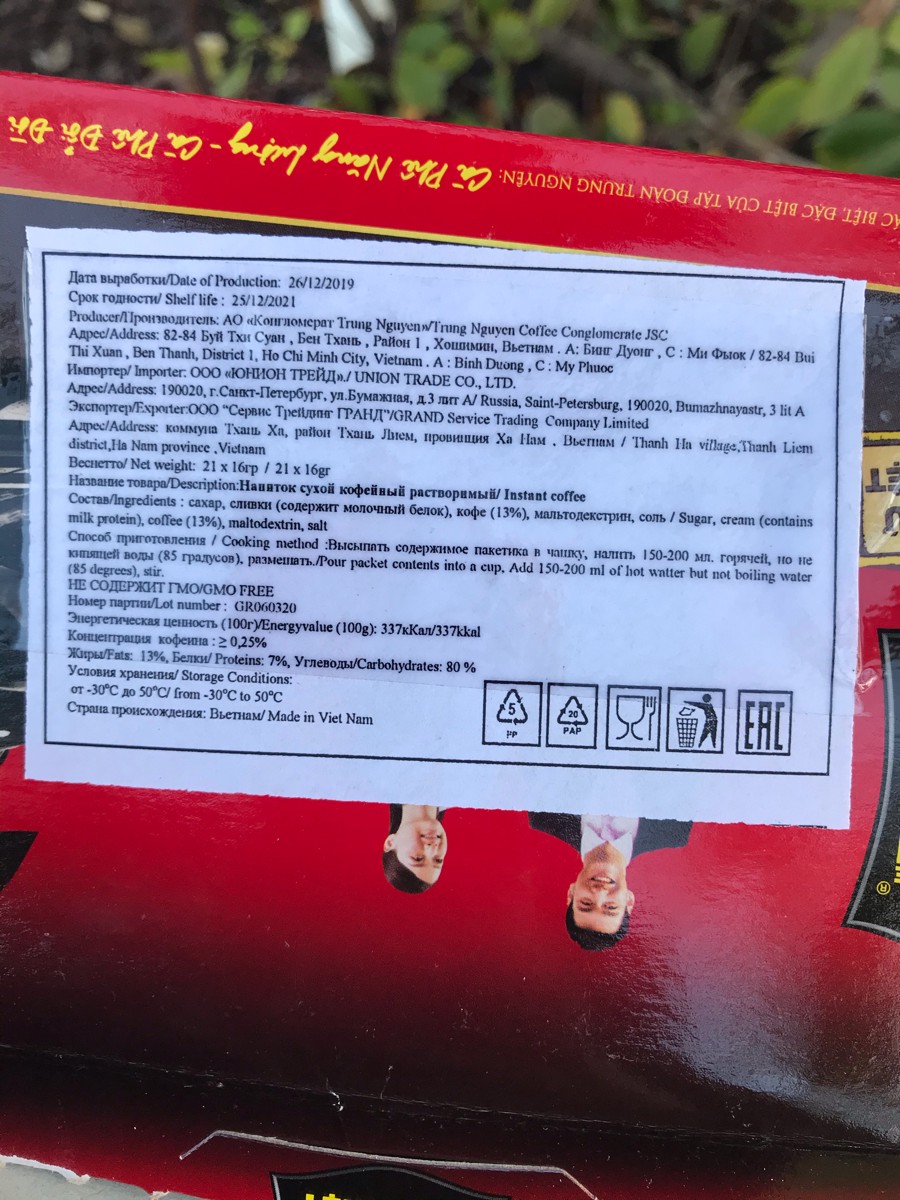 ẶC BIỆT, ĐẶC BIỆT CỦA TẬP ĐOÀN TRUNG NGUYÊN: Cà Phê Năng Lượng - Cà Phê Đổi Đời
Дата выработки/Date of Production: 26/12/2019
Срок годности/ Shelf life : 25/12/2021
Producer/Производитель: АО «Конгломерат Trung Nguyen»/Trung Nguyen Coffee Conglomerate JSC
Адрес/Address: 82-84 Буй Тхи Суан , Бен Тхань , Район 1 , Хошимин, Вьетнам . А: Бинг Дуонг , С : Ми Фыок / 82-84 Bui
Thi Xuan , Ben Thanh, District 1, Ho Chi Minh City, Vietnam . A : Binh Duong , C : My Phuoc
Импортер/ Importer: ООО «ЮНИОН ТРЕЙД»./ UNION TRADE CO., LTD.
Адрес/Address: 190020, г.Санкт-Петербург, ул.Бумажная, д.3 лит А/ Russia, Saint-Petersburg, 190020, Bumazhnayastr, 3 lit A
Экспортер/Exporter:ООО "Сервис Трейдинг ГРАНД"/GRAND Service Trading Company Limited
Адрес/Address: коммуна Тхань Ха, район Тхань Лием, провинция Ха Нам . Вьетнам / Thanh Ha village,Thanh Liem
district,Ha Nam province .Vietnam
Веснетто/ Net weight: 21 x 16гр / 21 x 16gr
Название товара/Description:Напиток сухой кофейный растворимый/ Instant coffee
Состав/Ingredients : сахар, сливки (содержит молочный белок), кофе (13%), мальтодекстрин, соль / Sugar, cream (contains
milk protein), coffee (13%), maltodextrin, salt
Способ приготовления / Cooking method :Высыпать содержимое пакетика в чашку, налить 150-200 мл. горячей, но не
кипящей воды (85 градусов), размешать./Pour packet contents into a cup. Add 150-200 ml of hot watter but not boiling water
(85 degrees), stir.
НЕ СОДЕРЖИТ ГМО/GMO FREE
Номер партии/Lot number : GR060320
Энергетическая ценность (100г)/Energyvalue (100g): 337кКал/337kkal
Концентрация кофеина : ≥ 0,25%
Жиры/Fats: 13%, Белки/ Proteins: 7%, Углеводы/Carbohydrates: 80 %
Условия хранения/ Storage Conditions:
от -30°C до 50°C/ from -30°C to 50°C
Страна происхождения: Вьетнам/ Made in Viet Nam
5
PP
20
PAP
EAC
®